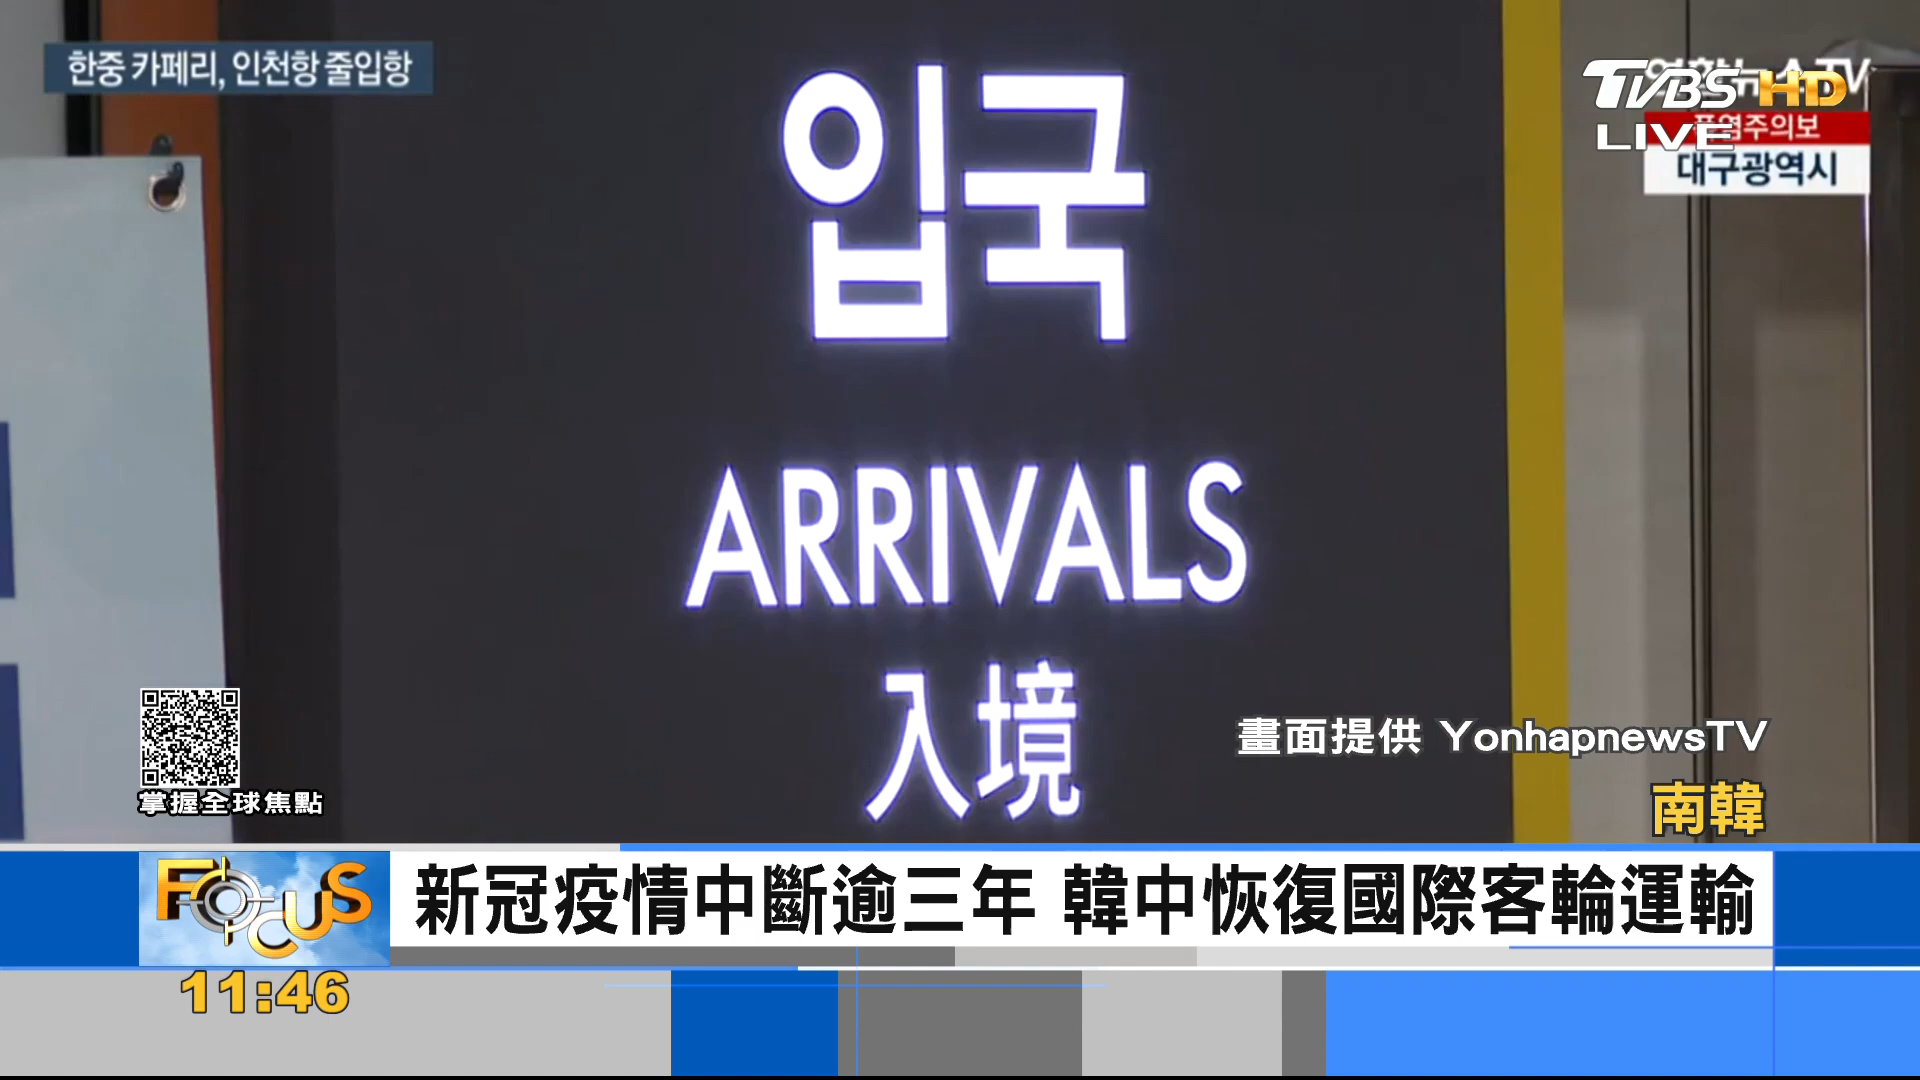 한중 카페리, 인천항 줄입항
TVBS HD
LIVE
대구광역시
입국
ARRIVALS
入境
畫面提供 YonhapnewsTV
南韓
掌握全球焦點
FOCUS
新冠疫情中斷逾三年 韓中恢復國際客輪運輸
11:46